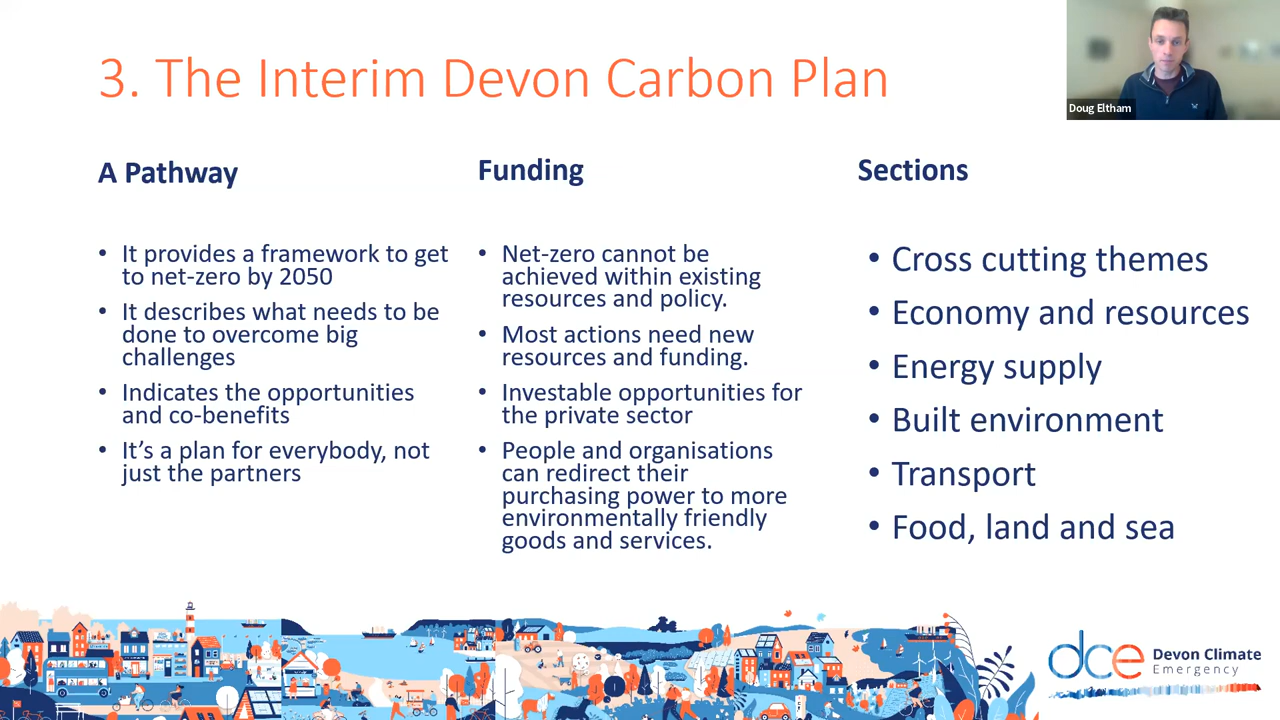 3. The Interim Devon Carbon Plan
Doug Eltham
A Pathway
• It provides a framework to get
to net-zero by 2050
• It describes what needs to be
done to overcome big
challenges
• Indicates the opportunities
and co-benefits
• It's a plan for everybody, not
just the partners
Funding
• Net-zero cannot be
achieved within existing
resources and policy.
• Most actions need new
resources and funding.
• Investable opportunities for
the private sector
• People and organisations
can redirect their
purchasing power to more
environmentally friendly
goods and services.
Sections
• Cross cutting themes
• Economy and resources
• Energy supply
• Built environment
• Transport
• Food, land and sea
dce Devon Climate
Emergency